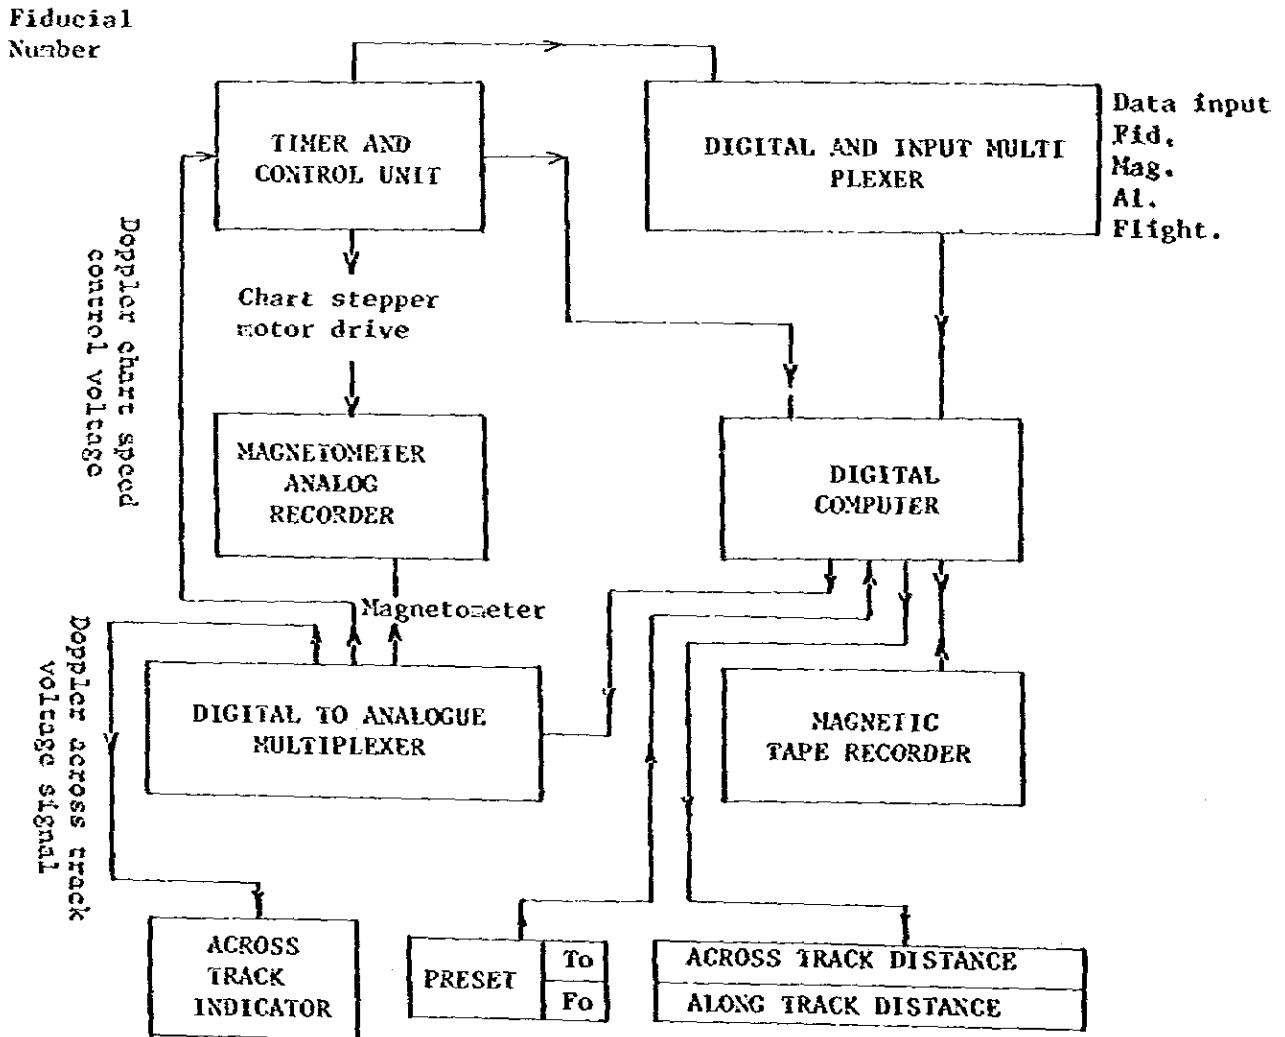 Fiducial
Number
TIMER AND
CONTROL UNIT
DIGITAL AND INPUT MULTI
PLEXER
Data input
Fid.
Mag.
Al.
Flight.
Doppler chart speed
control voltage
Chart stepper
motor drive
MAGNETOMETER
ANALOG
RECORDER
DIGITAL
COMPUTER
Magnetometer
Doppler across track
voltage signal
DIGITAL TO ANALOGUE
MULTIPLEXER
MAGNETIC
TAPE RECORDER
ACROSS
TRACK
INDICATOR
PRESET
To
Fo
ACROSS TRACK DISTANCE
ALONG TRACK DISTANCE